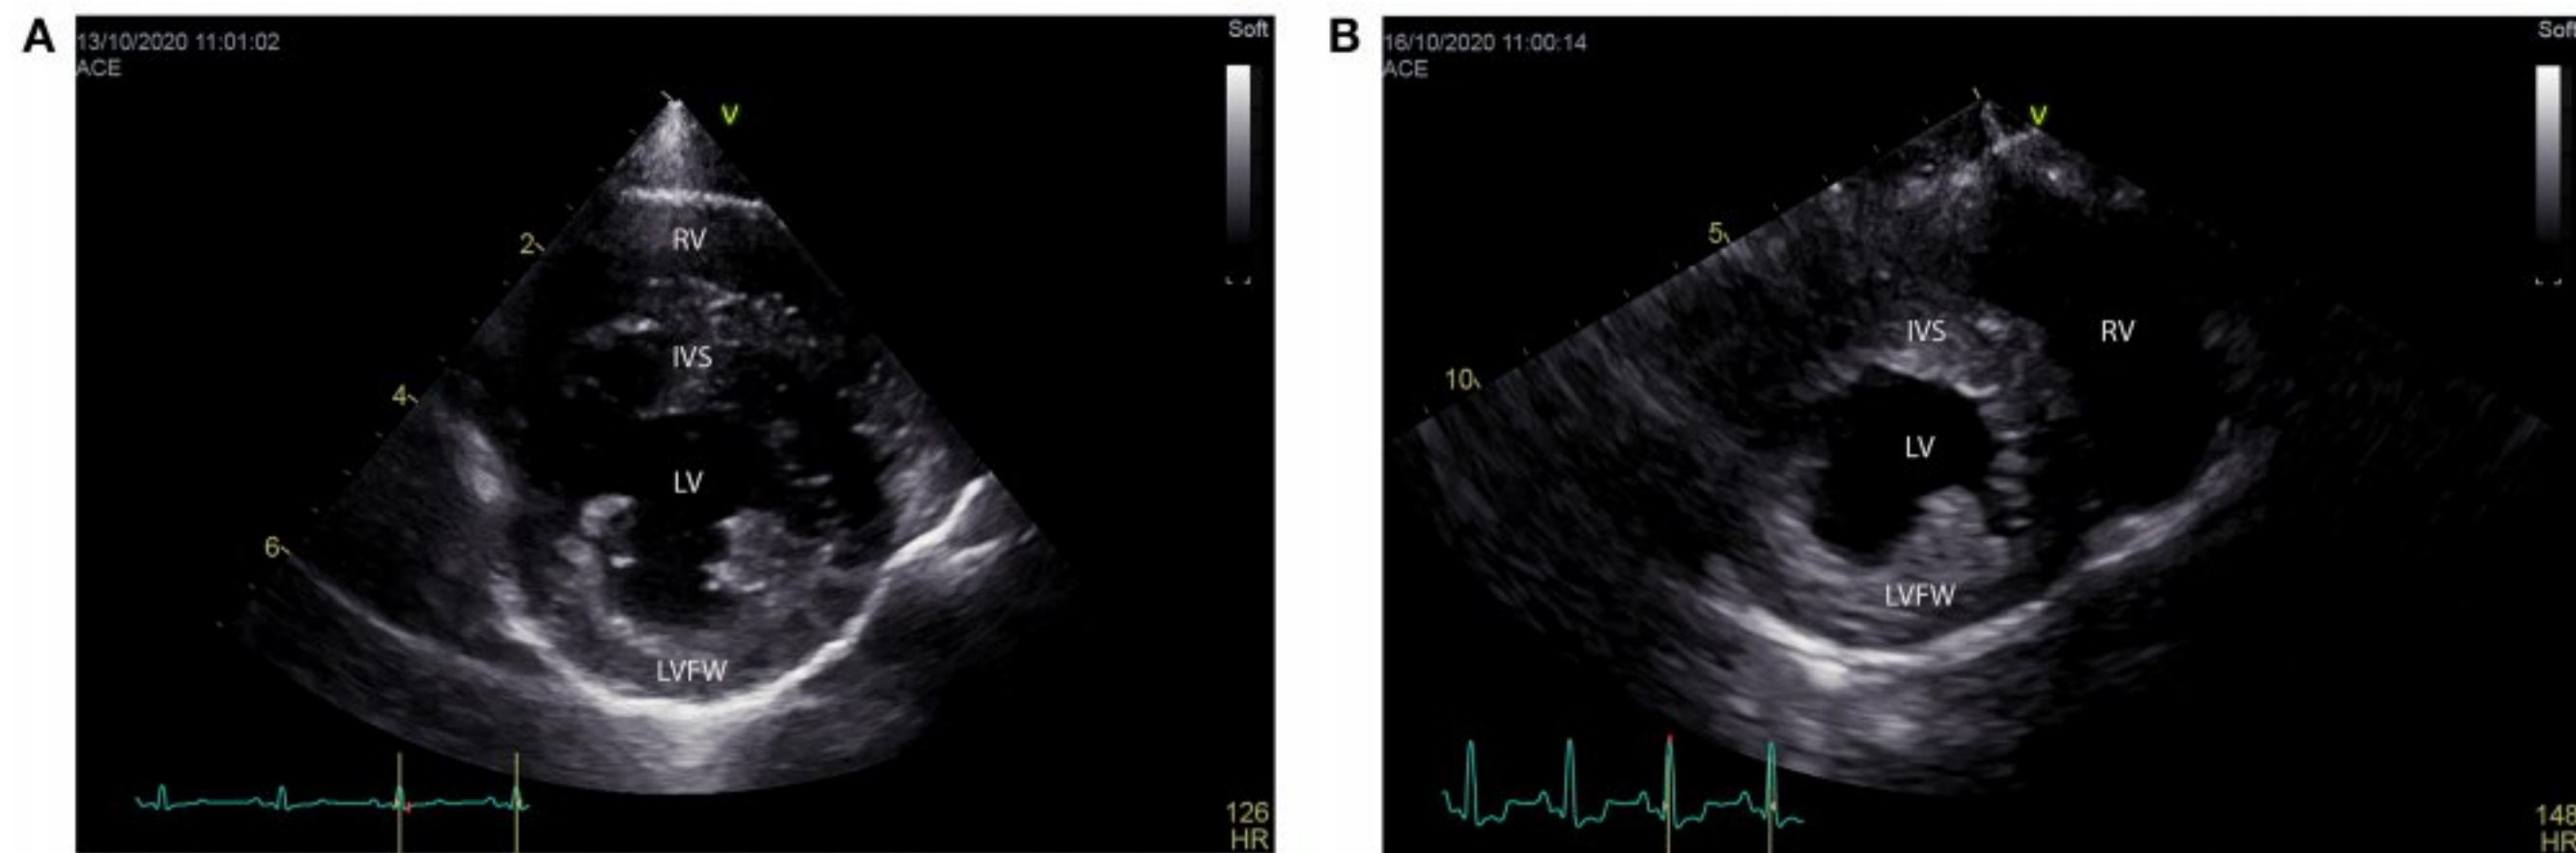 A
13/10/2020 11:01:02
ACE
Soft
V
2
RV
IVS
4
LV
6
LVFW
126
HR
B
16/10/2020 11:00:14
ACE
Soft
V
5
IVS
RV
10
LV
LVFW
148
HR